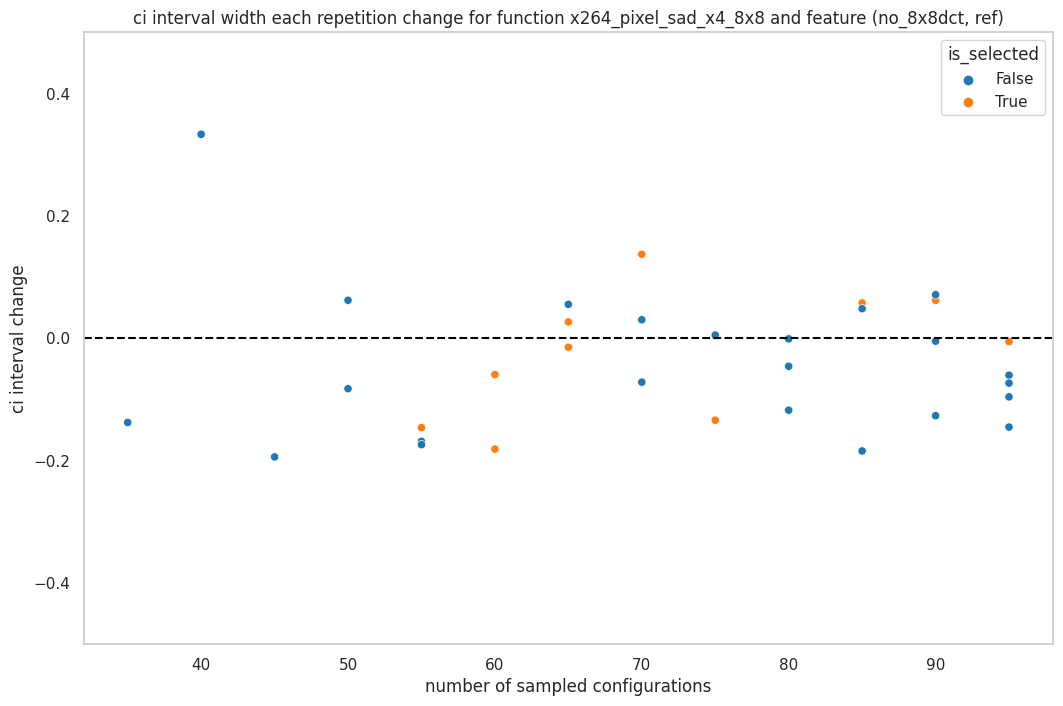 ci interval width each repetition change for function x264_pixel_sad_x4_8x8 and feature (no_8x8dct, ref)
is_selected
False
True
0.4
0.2
0.0
−0.2
−0.4
ci interval change
40 50 60 70 80 90
number of sampled configurations